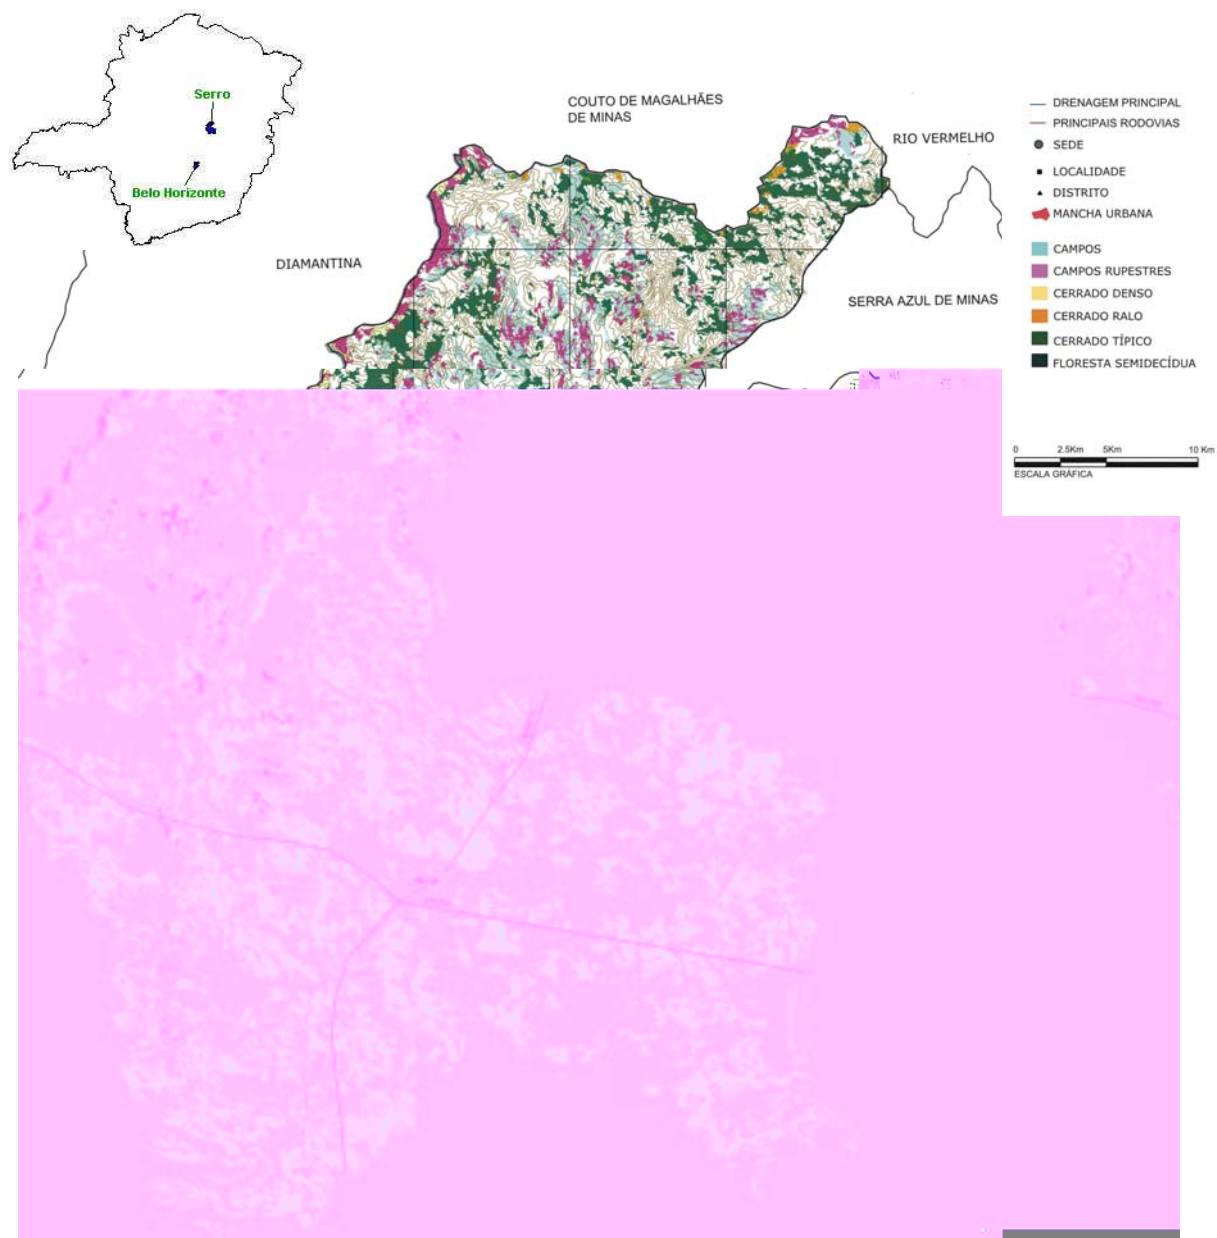 Serro
Belo Horizonte
COUTO DE MAGALHÃES
DE MINAS
RIO VERMELHO
DIAMANTINA
SERRA AZUL DE MINAS
DRENAGEM PRINCIPAL
PRINCIPAIS RODOVIAS
SEDE
LOCALIDADE
DISTRITO
MANCHA URBANA
CAMPOS
CAMPOS RUPESTRES
CERRADO DENSO
CERRADO RALO
CERRADO TÍPICO
FLORESTA SEMIDECÍDUA
0 2.5Km 5Km 10 Km
ESCALA GRÁFICA